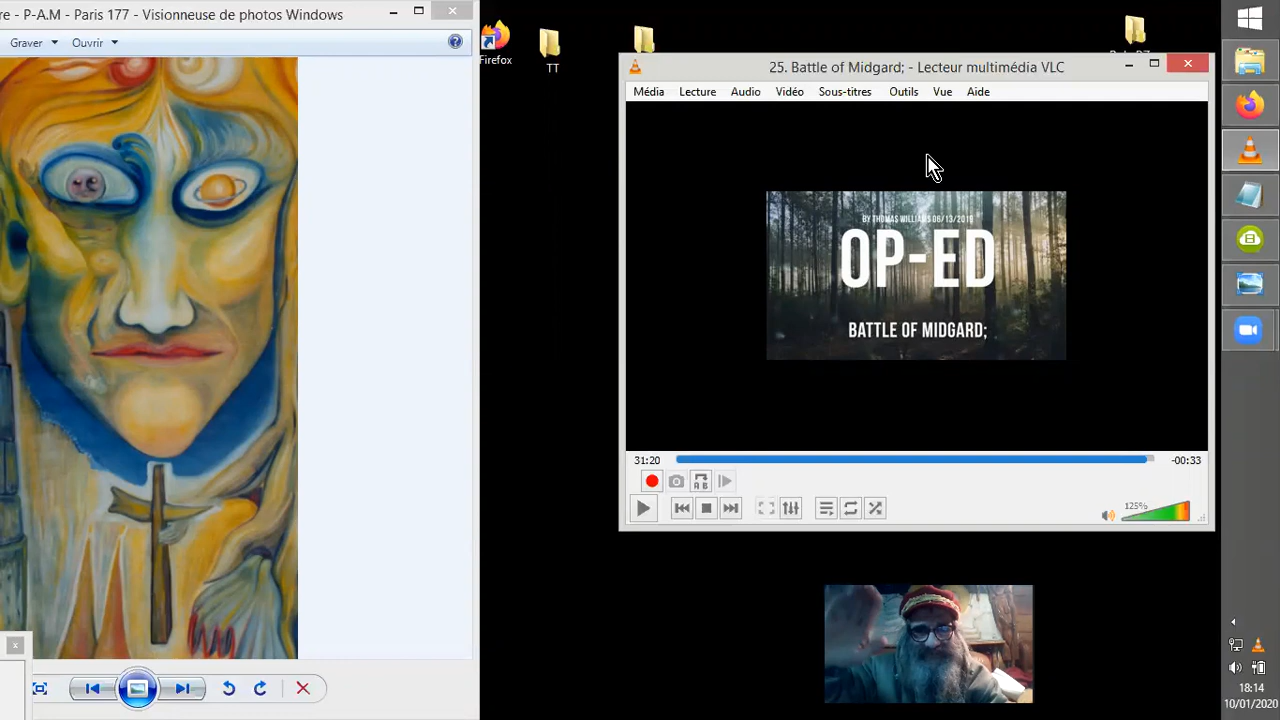 re - P-A.M - Paris 177 - Visionneuse de photos Windows
Graver
Ouvrir
Firefox
TT
25. Battle of Midgard; - Lecteur multimédia VLC
Média Lecture Audio Vidéo Sous-titres Outils Vue Aide
BY THOMAS WILLIAMS 06/13/2019
OP-ED
BATTLE OF MIDGARD;
31:20
-00:33
125%
18:14
10/01/2020